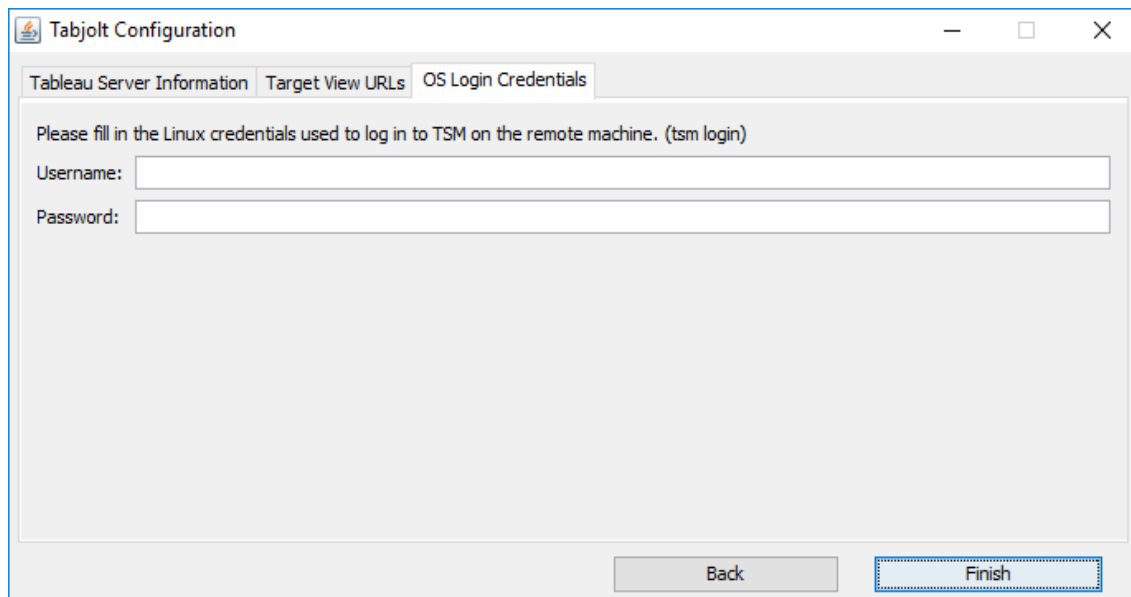 Tabjolt Configuration
Tableau Server Information Target View URLs OS Login Credentials
Please fill in the Linux credentials used to log in to TSM on the remote machine. (tsm login)
Username:
Password:
Back Finish